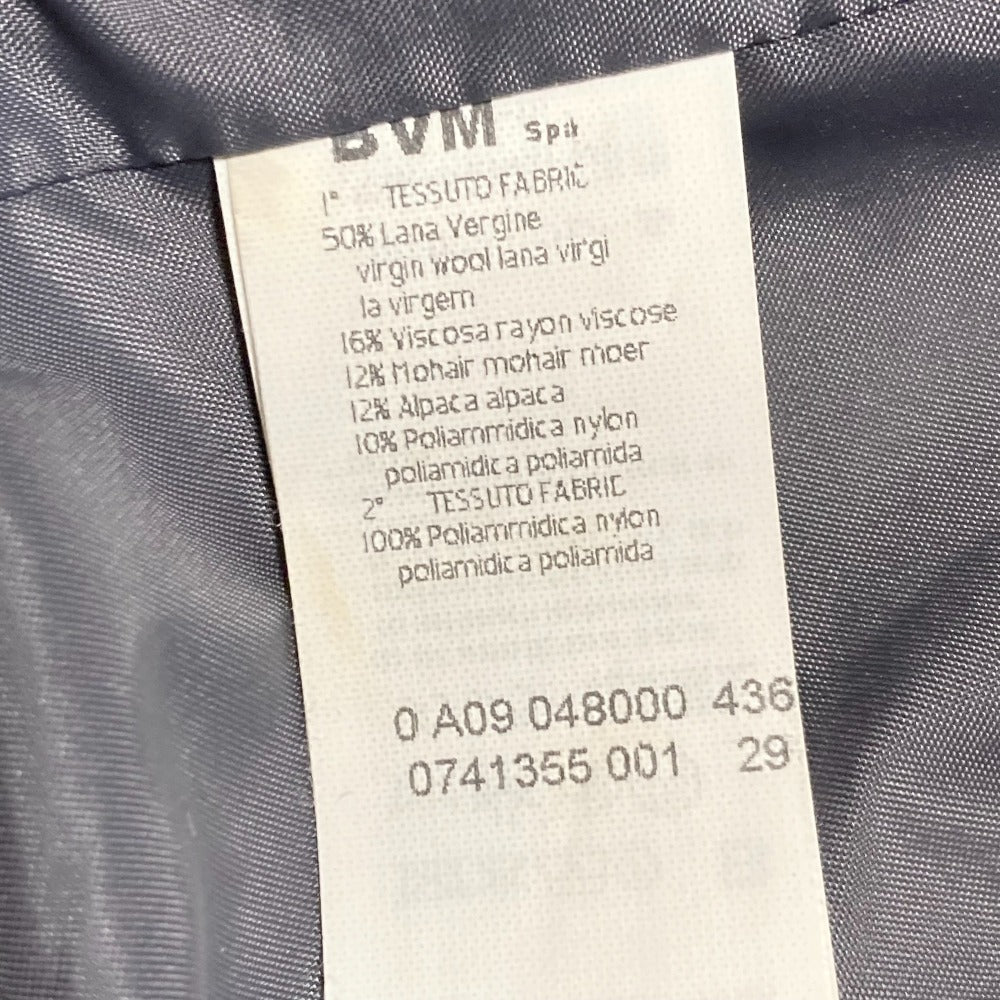 BVM SpA
1° TESSUTO FABRIC
50% Lana Vergine
virgin wool lana virgi
la virgem
16% Viscosa rayon viscose
12% Mohair mohair moer
12% Alpaca alpaca
10% Poliammidica nylon
poliamidica poliamida
2° TESSUTO FABRIC
100% Poliammidica nylon
poliamidica poliamida
0 A09 048000 436
0741355 001 29